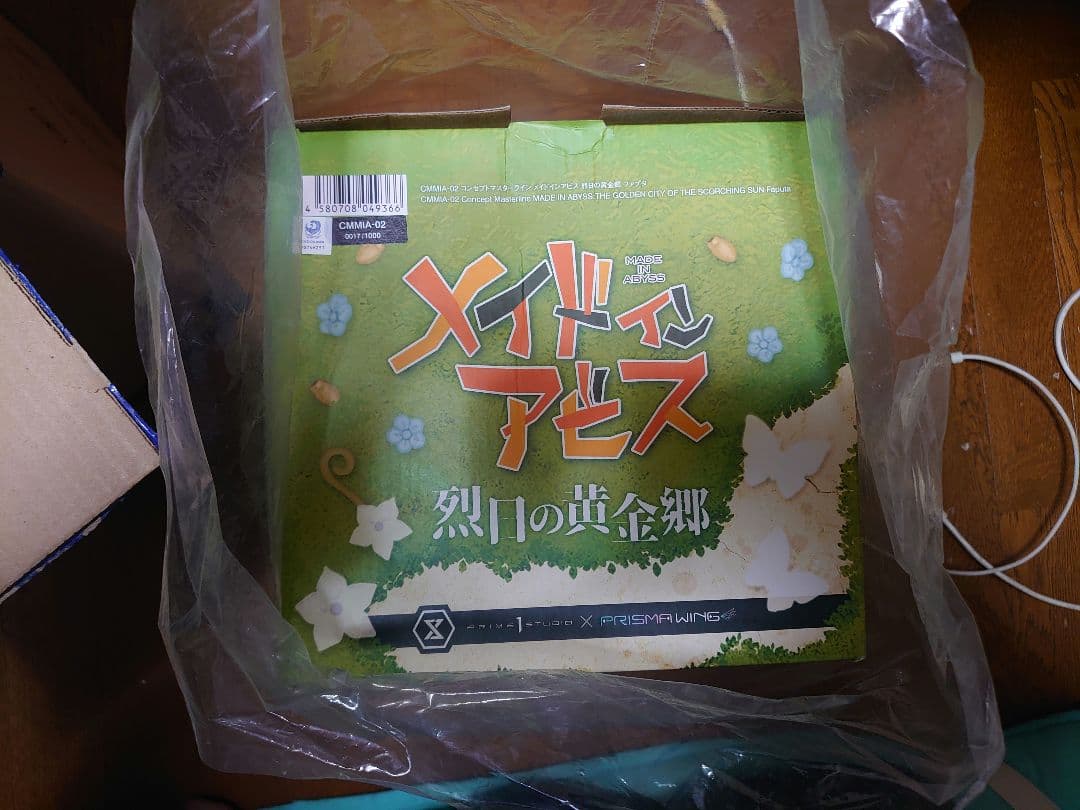 CMMIA-02 コンセプトマスターライン メイドインアビス 烈日の黄金郷 ファプタ
CMMIA-02 Concept Masterline MADE IN ABYSS:THE GOLDEN CITY OF THE SCORCHING SUN Faputa
4 580708 049366
CMMIA-02
0017/1000
メイドイン
MADE
IN
ABYSS
アビス
烈日の黄金郷
PRIME 1 STUDIO X PRISMA WING